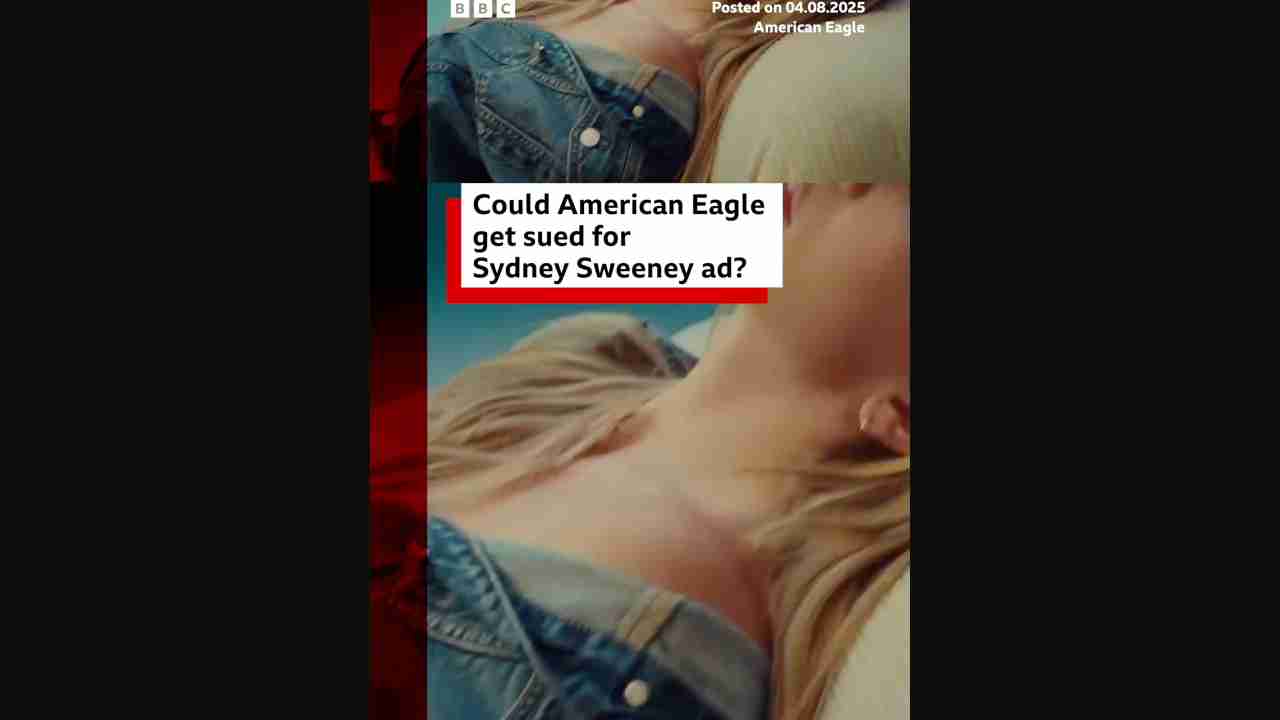 BBC
Posted on 04.08.2025
American Eagle
Could American Eagle
get sued for
Sydney Sweeney ad?